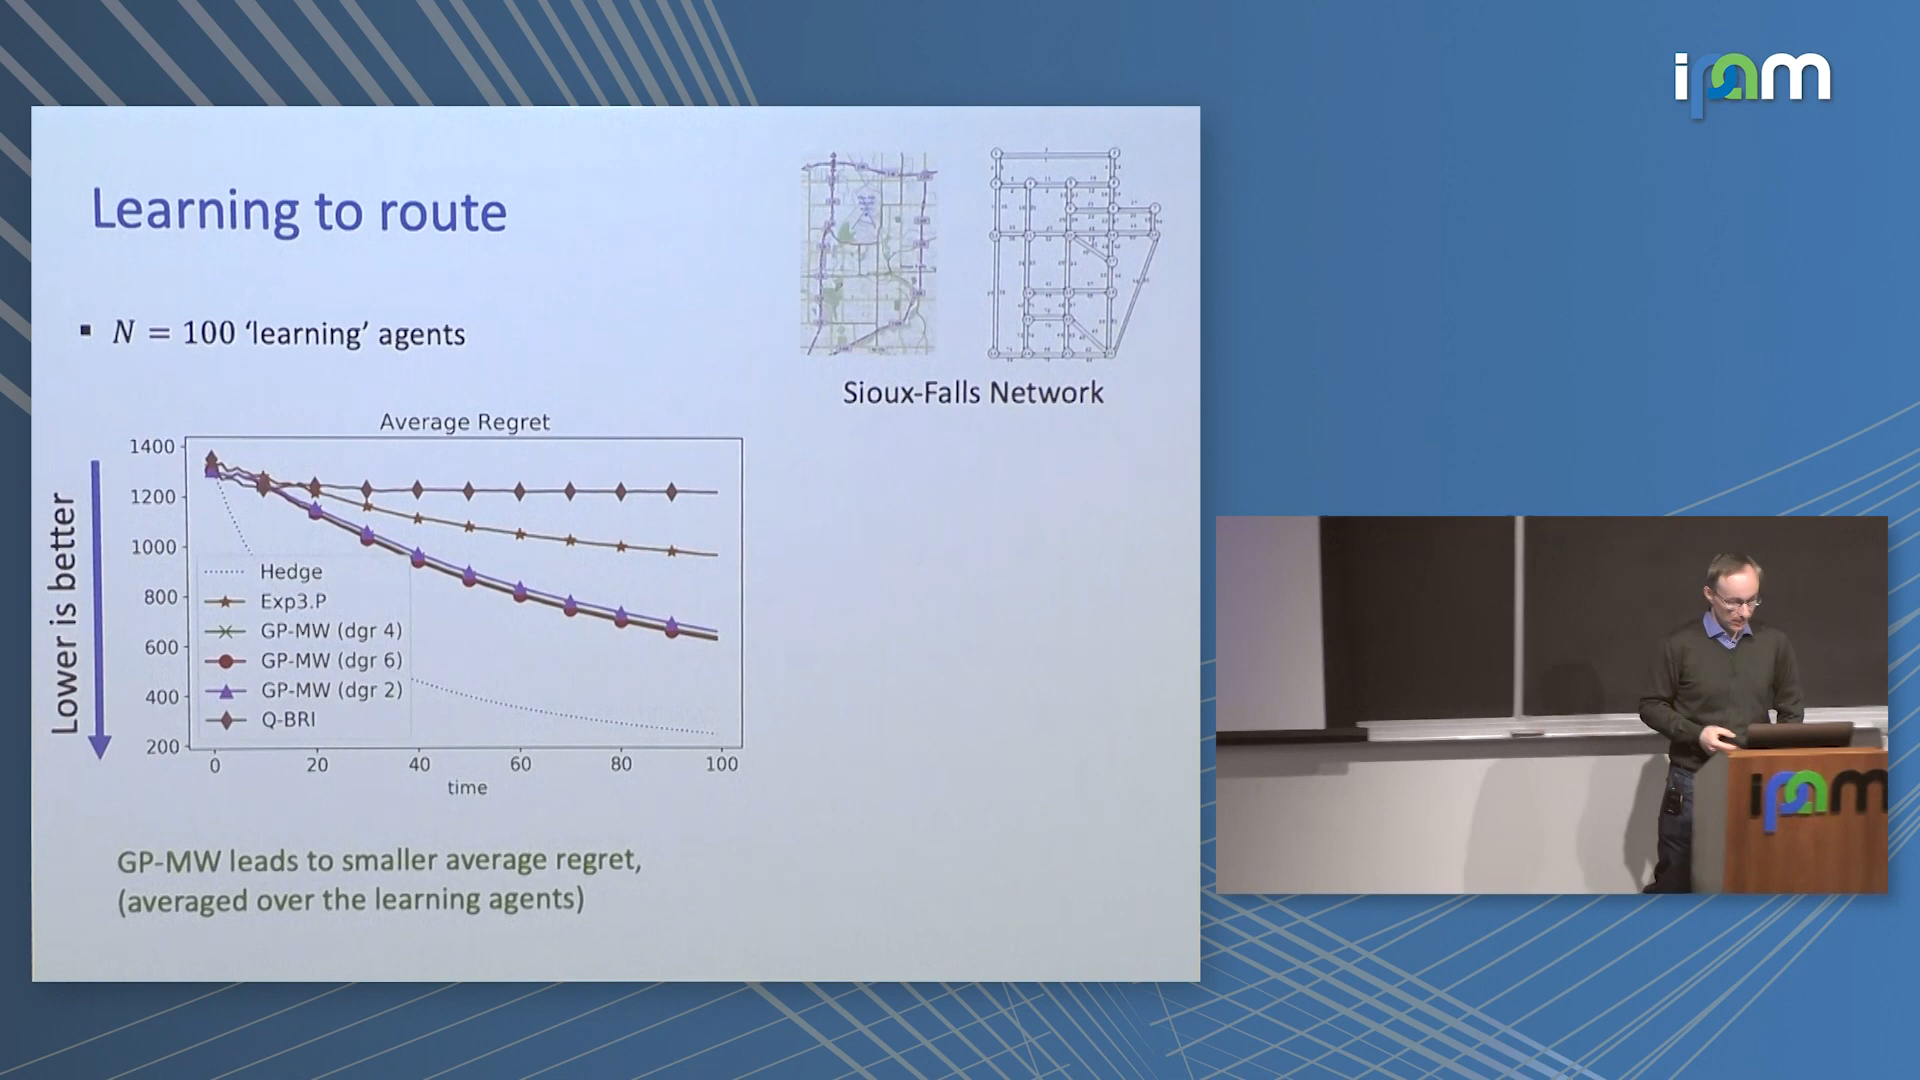 ipam
Learning to route
▪ N = 100 ‘learning’ agents
Sioux-Falls Network
Average Regret
Lower is better
1400
1200
1000
800
600
400
200
Hedge
Exp3.P
GP-MW (dgr 4)
GP-MW (dgr 6)
GP-MW (dgr 2)
Q-BRI
0 20 40 60 80 100
time
GP-MW leads to smaller average regret,
(averaged over the learning agents)
ipam